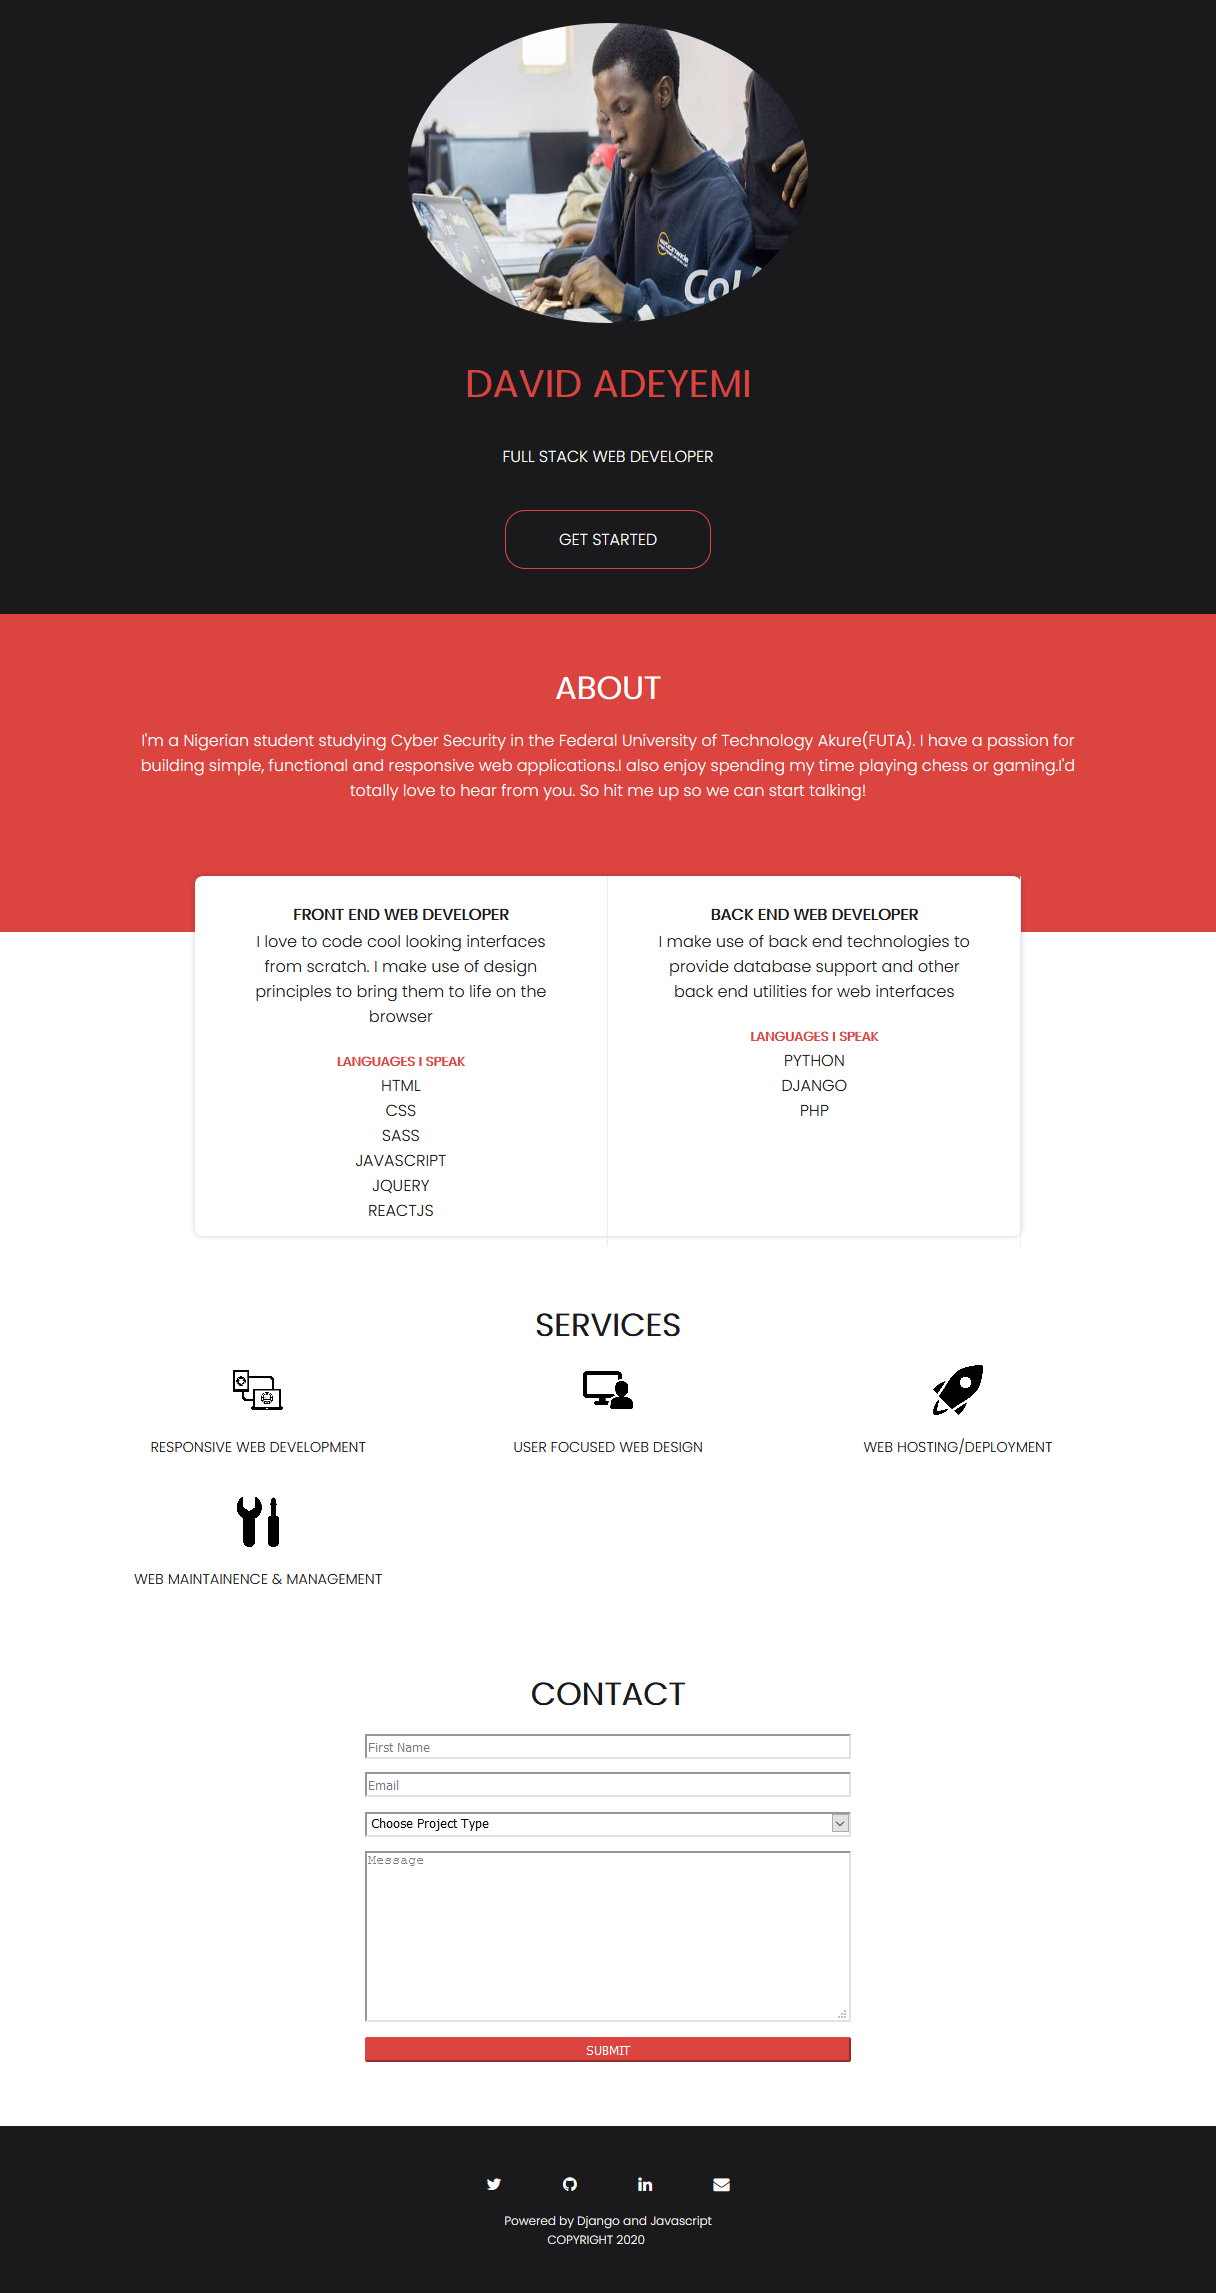 Col
DAVID ADEYEMI
FULL STACK WEB DEVELOPER
GET STARTED
ABOUT
I'm a Nigerian student studying Cyber Security in the Federal University of Technology Akure(FUTA). I have a passion for
building simple, functional and responsive web applications.I also enjoy spending my time playing chess or gaming.I'd
totally love to hear from you. So hit me up so we can start talking!
FRONT END WEB DEVELOPER
I love to code cool looking interfaces
from scratch. I make use of design
principles to bring them to life on the
browser
LANGUAGES I SPEAK
HTML
CSS
SASS
JAVASCRIPT
JQUERY
REACTJS
BACK END WEB DEVELOPER
I make use of back end technologies to
provide database support and other
back end utilities for web interfaces
LANGUAGES I SPEAK
PYTHON
DJANGO
PHP
SERVICES
RESPONSIVE WEB DEVELOPMENT
USER FOCUSED WEB DESIGN
WEB HOSTING/DEPLOYMENT
WEB MAINTAINENCE & MANAGEMENT
CONTACT
First Name
Email
Choose Project Type
Message
SUBMIT
Powered by Django and Javascript
COPYRIGHT 2020